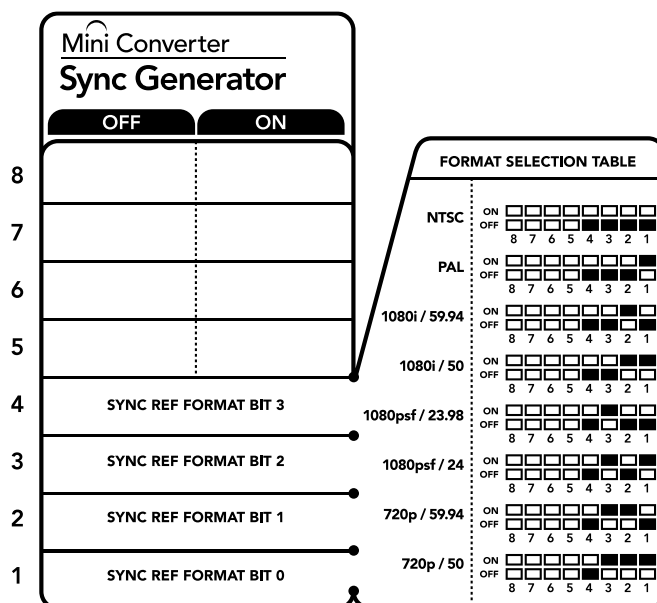 Mini Converter
Sync Generator
OFF ON
8
7
6
5
4 SYNC REF FORMAT BIT 3
3 SYNC REF FORMAT BIT 2
2 SYNC REF FORMAT BIT 1
1 SYNC REF FORMAT BIT 0
FORMAT SELECTION TABLE
NTSC
ON
OFF
8 7 6 5 4 3 2 1
PAL
ON
OFF
8 7 6 5 4 3 2 1
1080i / 59.94
ON
OFF
8 7 6 5 4 3 2 1
1080i / 50
ON
OFF
8 7 6 5 4 3 2 1
1080psf / 23.98
ON
OFF
8 7 6 5 4 3 2 1
1080psf / 24
ON
OFF
8 7 6 5 4 3 2 1
720p / 59.94
ON
OFF
8 7 6 5 4 3 2 1
720p / 50
ON
OFF
8 7 6 5 4 3 2 1